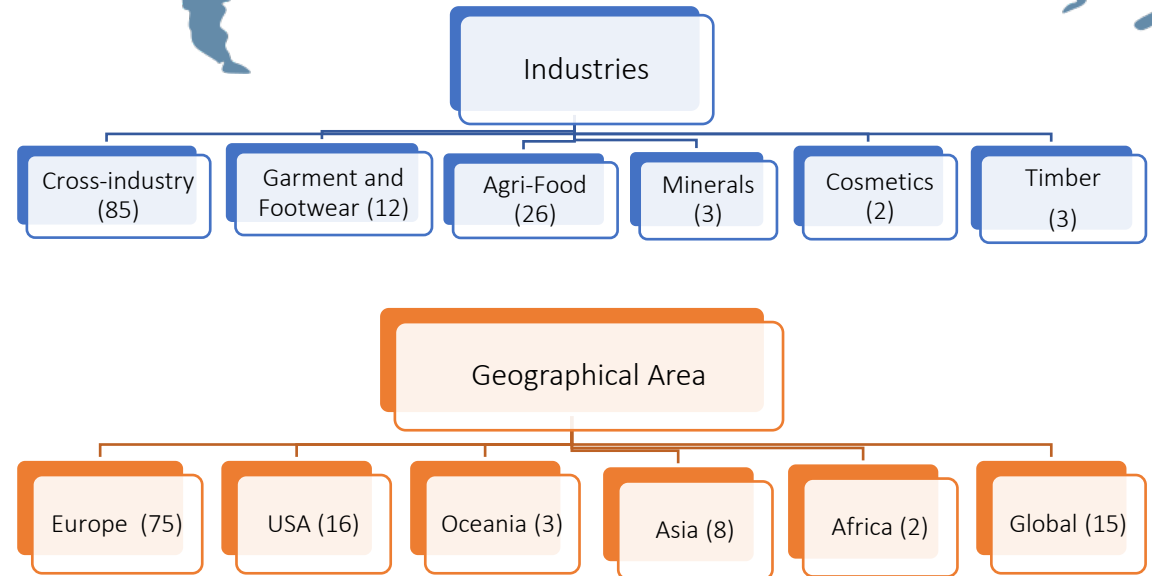 Industries
Cross-industry
(85)
Garment and
Footwear (12)
Agri-Food
(26)
Minerals
(3)
Cosmetics
(2)
Timber
(3)
Geographical Area
Europe (75)
USA (16)
Oceania (3)
Asia (8)
Africa (2)
Global (15)